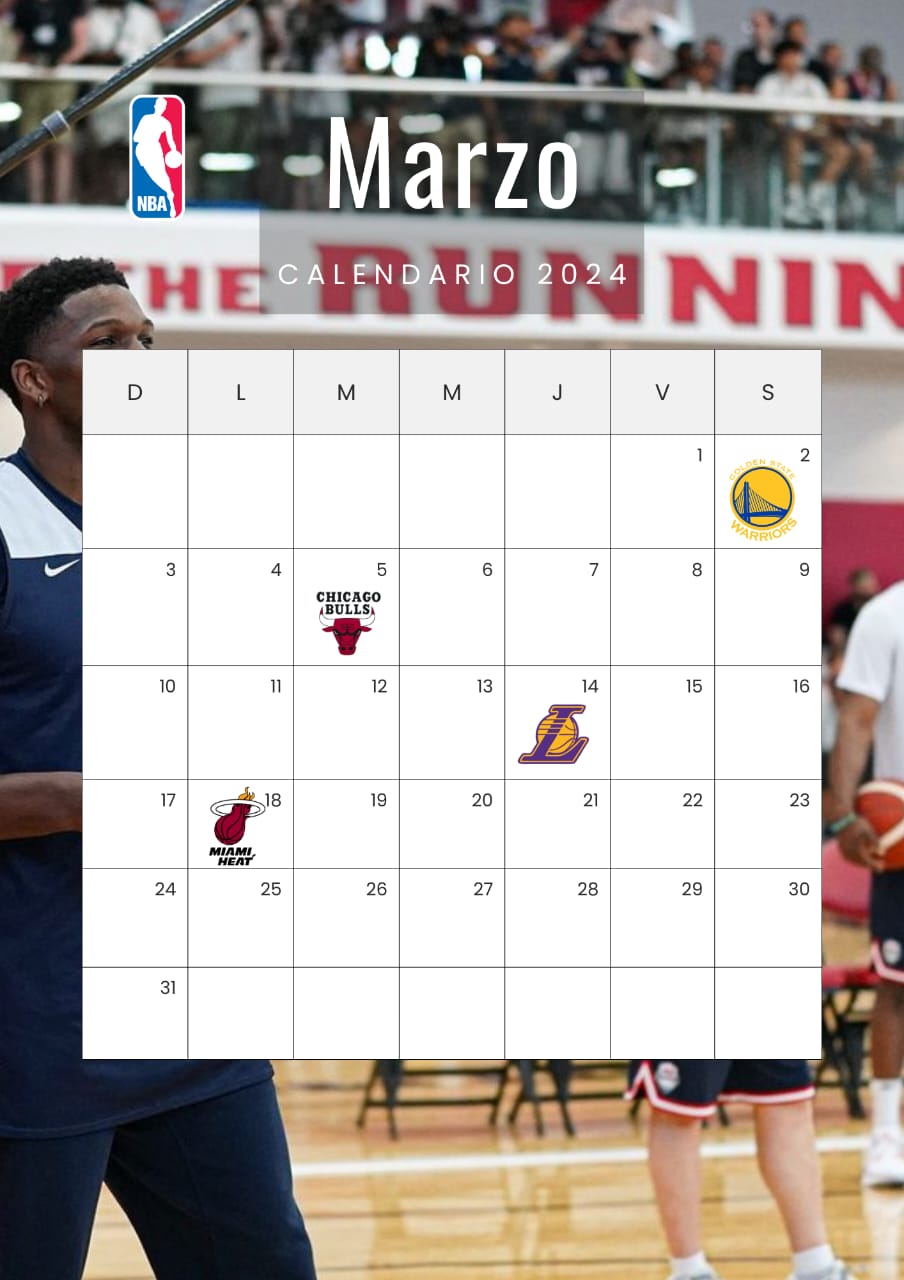 NBA
Marzo
THE RUNNIN
CALENDARIO 2024
D L M M J V S
1 2
GOLDEN STATE
WARRIORS
3 4 5 6 7 8 9
CHICAGO
BULLS
10 11 12 13 14 15 16
L
17 18 19 20 21 22 23
MIAMI
HEAT
24 25 26 27 28 29 30
31